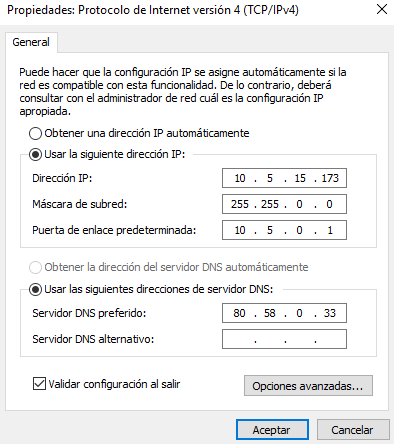 Propiedades: Protocolo de Internet versión 4 (TCP/IPv4)
General
Puede hacer que la configuración IP se asigne automáticamente si la
red es compatible con esta funcionalidad. De lo contrario, deberá
consultar con el administrador de red cuál es la configuración IP
apropiada.
Obtener una dirección IP automáticamente
Usar la siguiente dirección IP:
Dirección IP: 10 . 5 . 15 . 173
Máscara de subred: 255 . 255 . 0 . 0
Puerta de enlace predeterminada: 10 . 5 . 0 . 1
Obtener la dirección del servidor DNS automáticamente
Usar las siguientes direcciones de servidor DNS:
Servidor DNS preferido: 80 . 58 . 0 . 33
Servidor DNS alternativo: . . .
Validar configuración al salir
Opciones avanzadas...
Aceptar
Cancelar